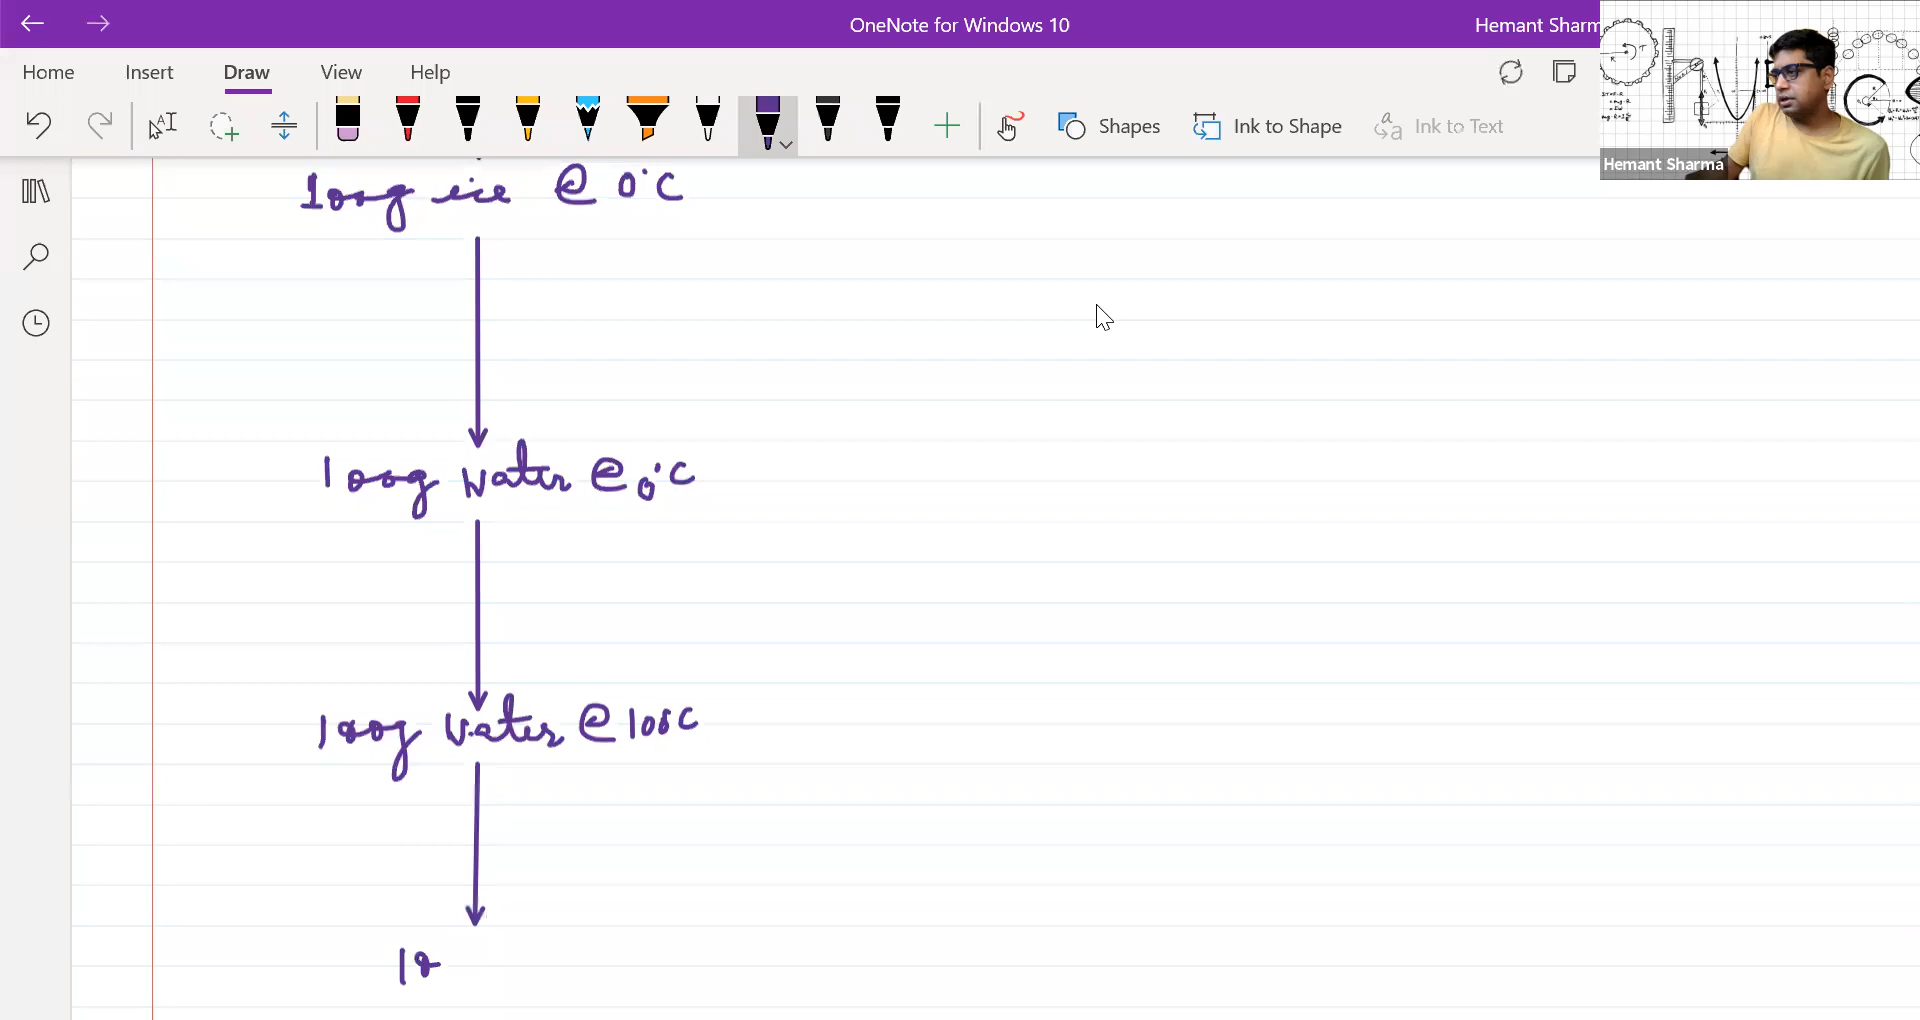 OneNote for Windows 10
Hemant Sharm
Home Insert Draw View Help
Shapes Ink to Shape Ink to Text
Hemant Sharma
100g ice @ 0°C
100g water @ 0°C
100g water @ 100°C
10